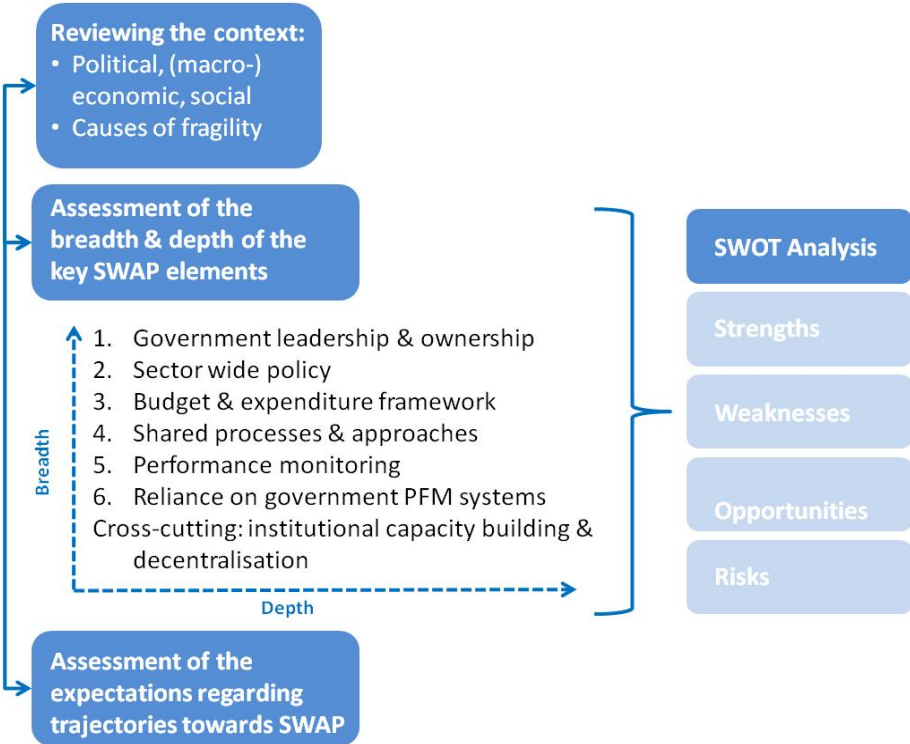 Reviewing the context:
• Political, (macro-)
economic, social
• Causes of fragility
Assessment of the
breadth & depth of the
key SWAP elements
Breadth
1. Government leadership & ownership
2. Sector wide policy
3. Budget & expenditure framework
4. Shared processes & approaches
5. Performance monitoring
6. Reliance on government PFM systems
Cross-cutting: institutional capacity building &
decentralisation
Depth
Assessment of the
expectations regarding
trajectories towards SWAP
SWOT Analysis
Strengths
Weaknesses
Opportunities
Risks